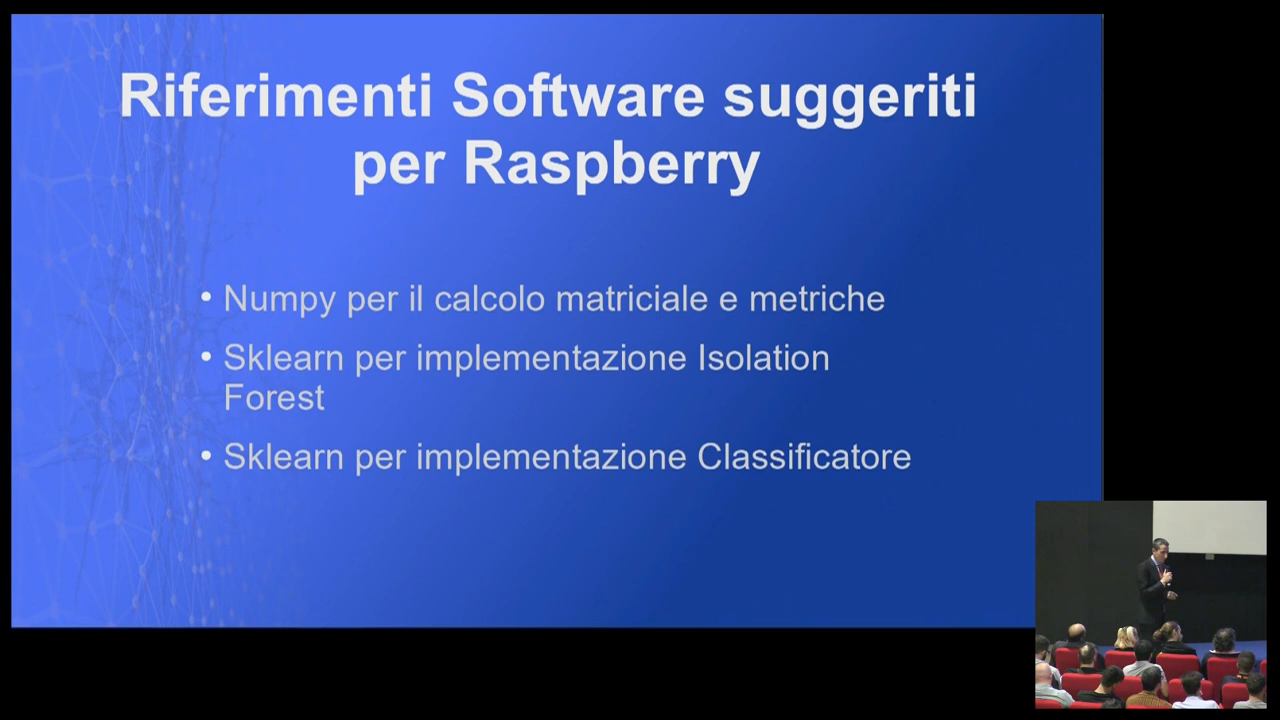 Riferimenti Software suggeriti
per Raspberry
• Numpy per il calcolo matriciale e metriche
• Sklearn per implementazione Isolation
Forest
• Sklearn per implementazione Classificatore